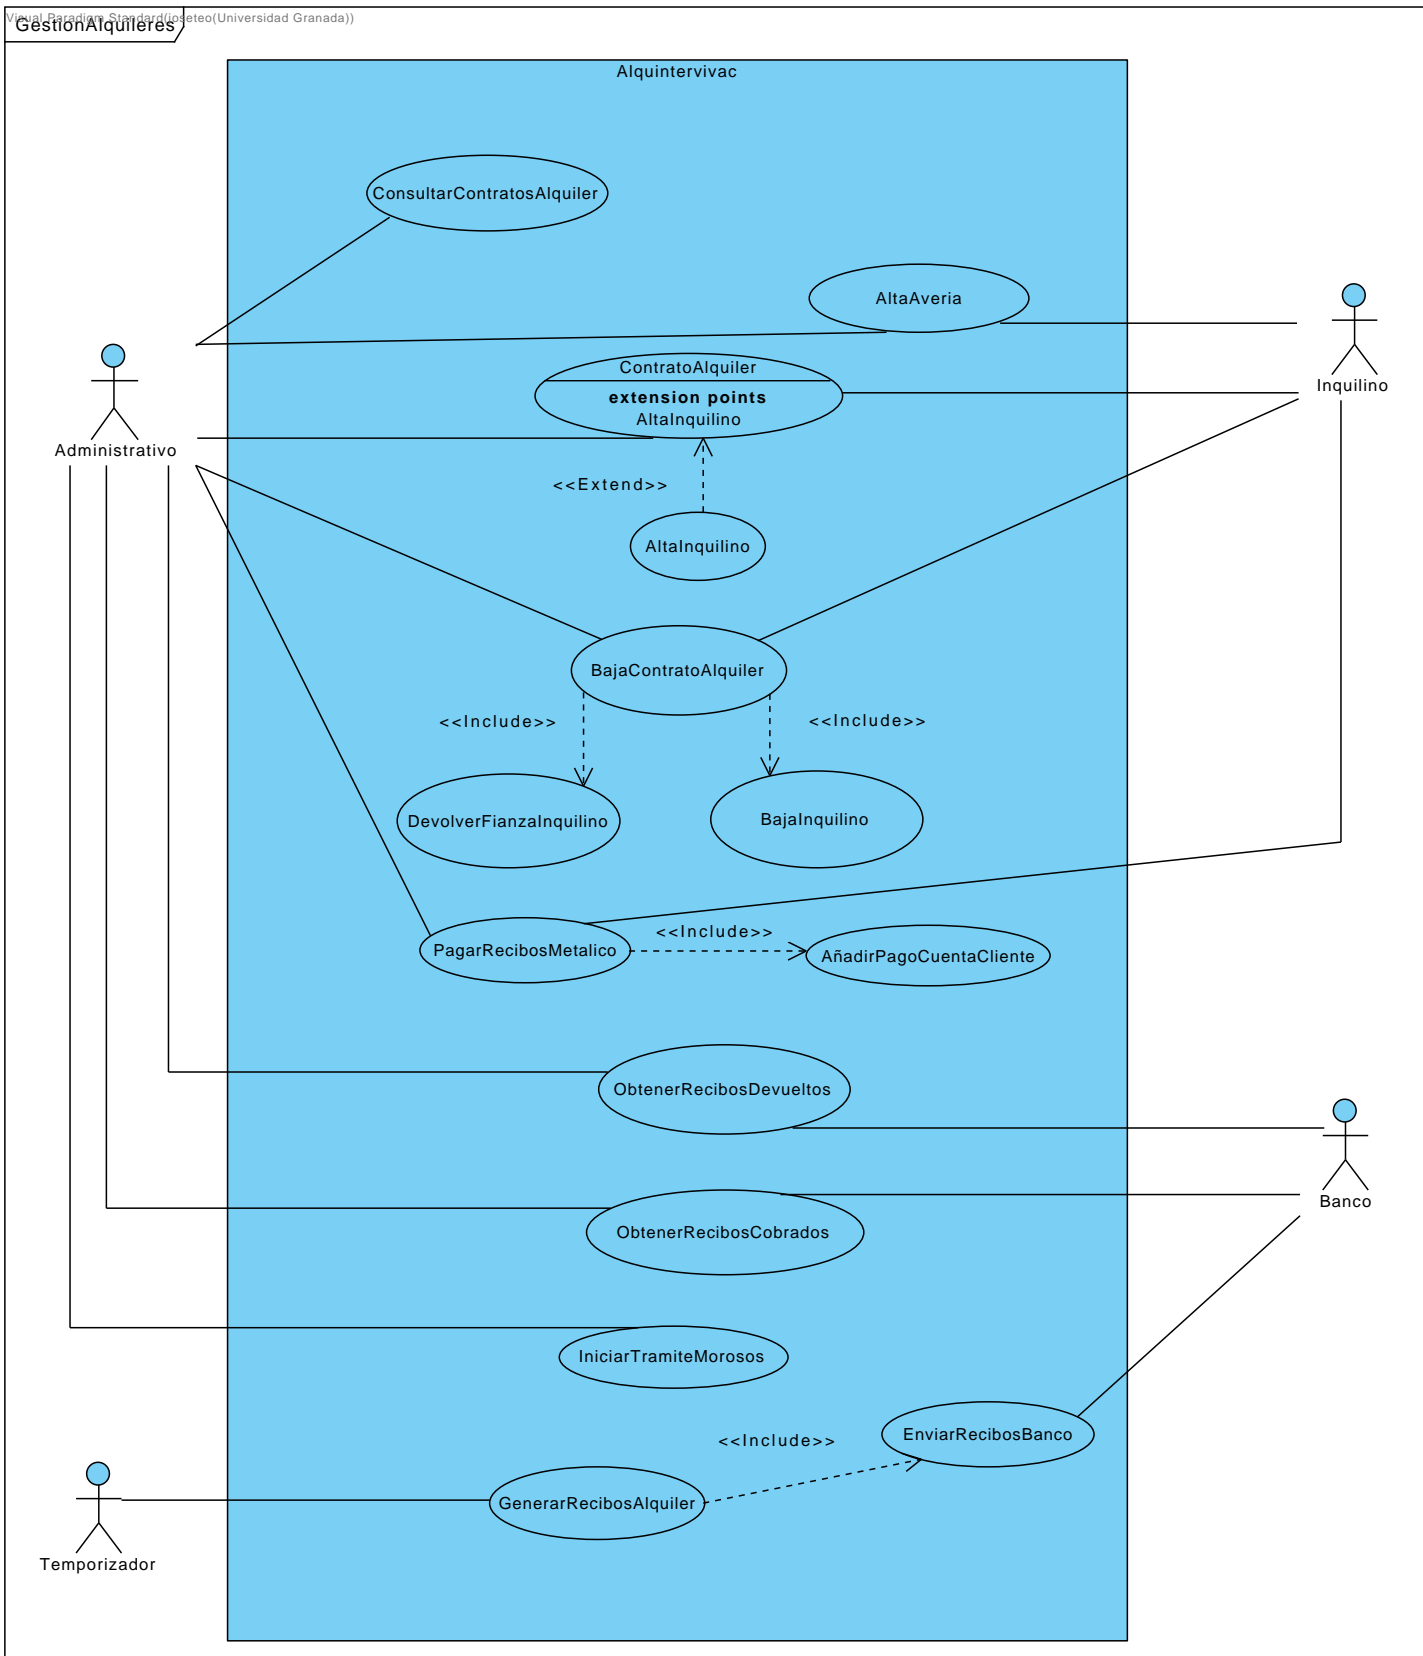 Visual Paradigm Standard(joseteo(Universidad Granada))
GestionAlquileres
Alquintervivac
ConsultarContratosAlquiler
AltaAveria
ContratoAlquiler
extension points
AltaInquilino
Inquilino
Administrativo
<<Extend>>
AltaInquilino
BajaContratoAlquiler
<<Include>>
<<Include>>
DevolverFianzaInquilino
BajaInquilino
<<Include>>
PagarRecibosMetalico
AñadirPagoCuentaCliente
ObtenerRecibosDevueltos
Banco
ObtenerRecibosCobrados
IniciarTramiteMorosos
EnviarRecibosBanco
<<Include>>
GenerarRecibosAlquiler
Temporizador